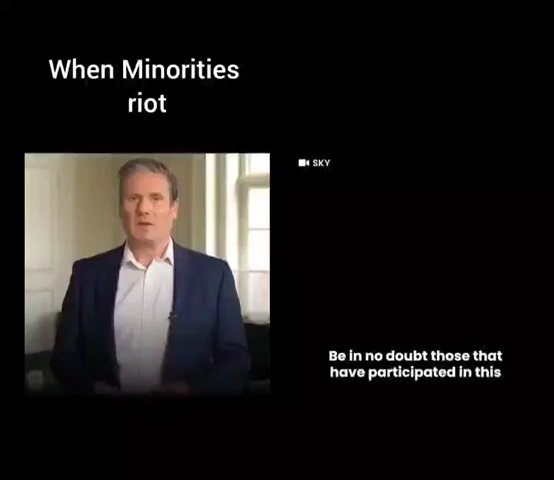 When Minorities
riot
SKY
Be in no doubt those that
have participated in this